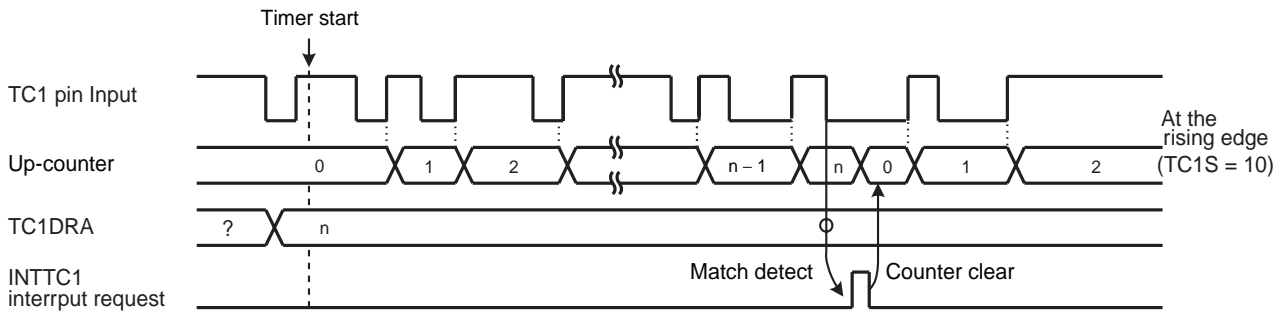 Timer start
TC1 pin Input
At the
rising edge
(TC1S = 10)
Up-counter
0
1
2
n – 1
n
0
1
2
TC1DRA
?
n
Match detect
Counter clear
INTTC1
interrput request